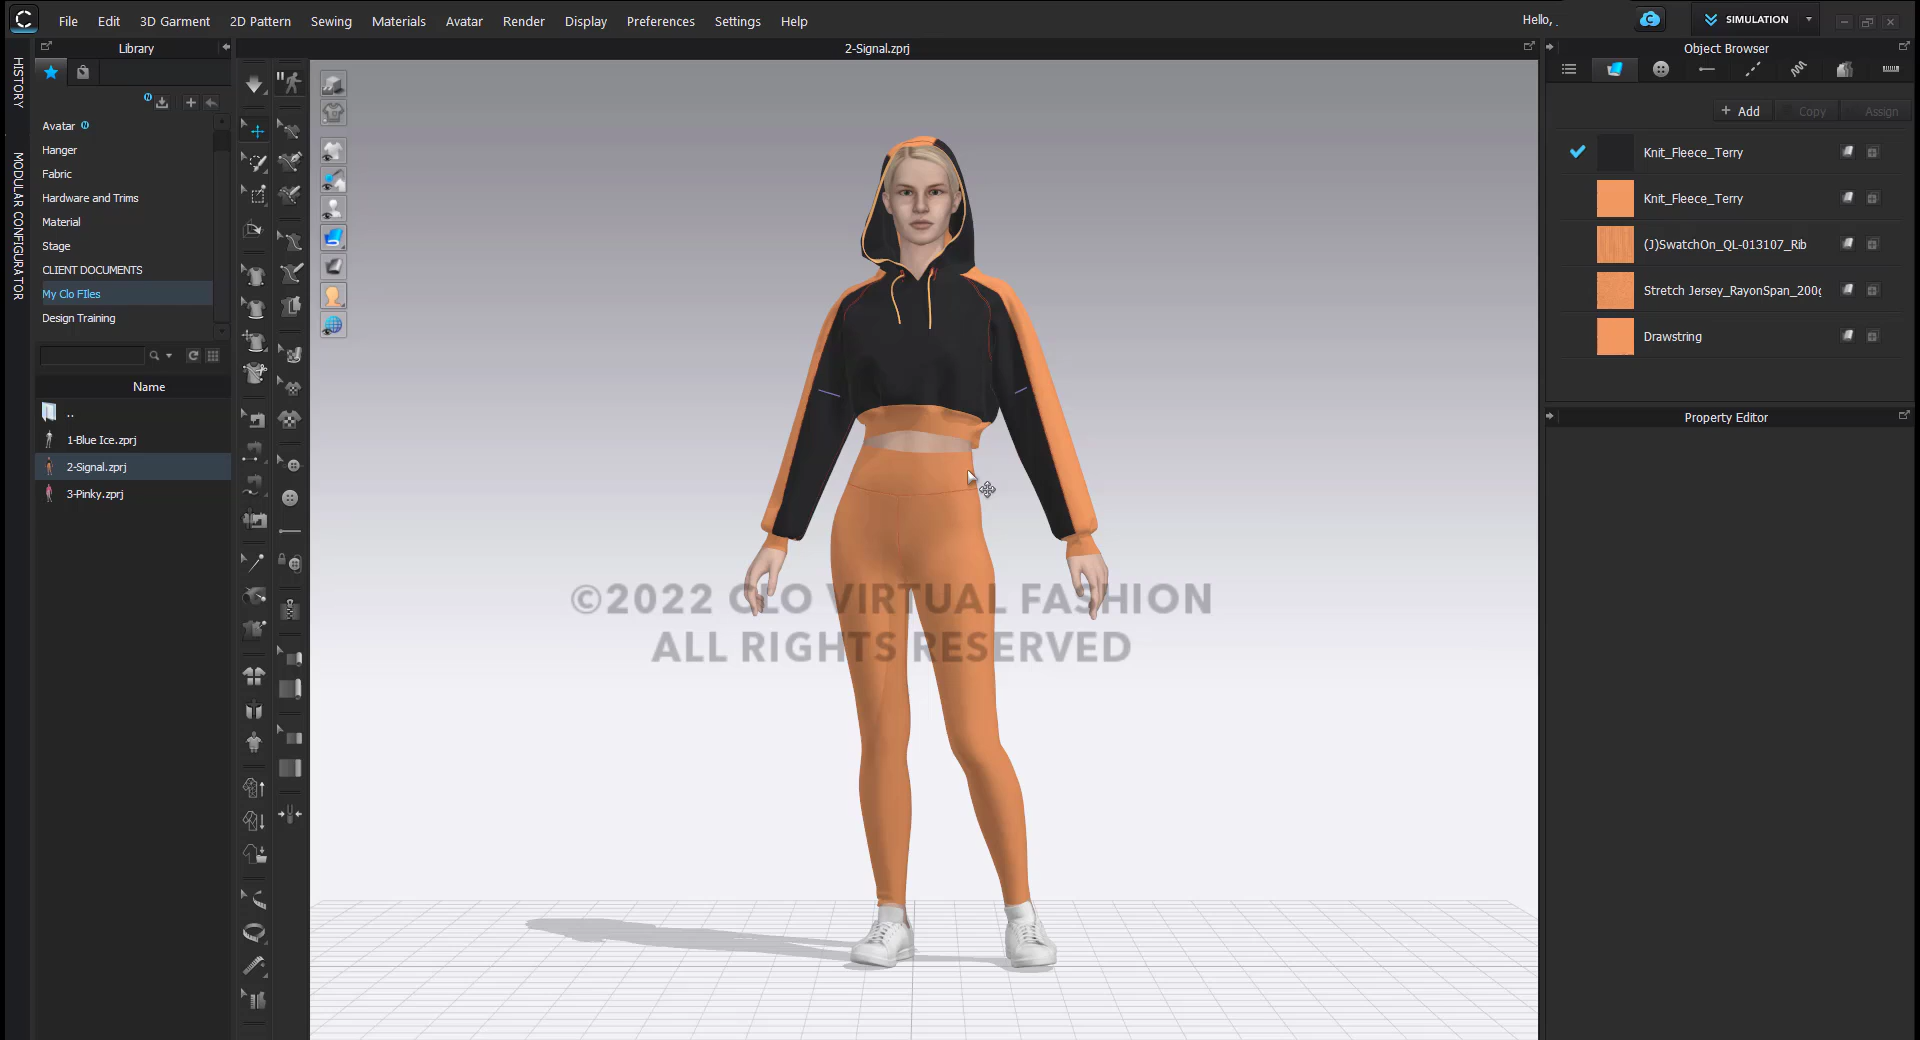 File Edit 3D Garment 2D Pattern Sewing Materials Avatar Render Display Preferences Settings Help
Hello,
C
SIMULATION
HISTORY
MODULAR CONFIGURATOR
Library
2-Signal.zprj
Object Browser
N
Avatar N
Hanger
Fabric
Hardware and Trims
Material
Stage
CLIENT DOCUMENTS
My Clo FIles
Design Training
Name
..
1-Blue Ice.zprj
2-Signal.zprj
3-Pinky.zprj
©2022 CLO VIRTUAL FASHION
ALL RIGHTS RESERVED
+ Add Copy Assign
Knit_Fleece_Terry
Knit_Fleece_Terry
(J)SwatchOn_QL-013107_Rib
Stretch Jersey_RayonSpan_200g
Drawstring
Property Editor